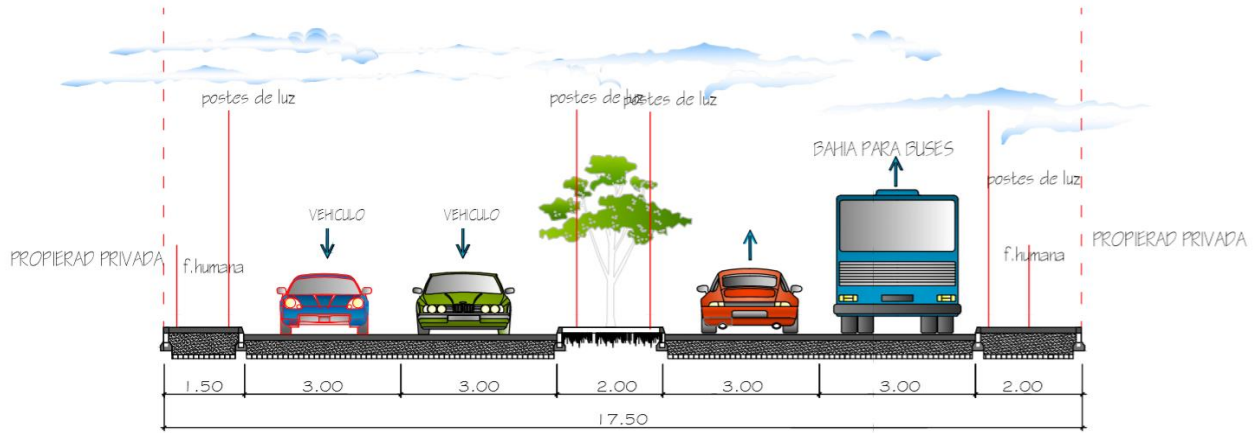 postes de luz
postes de luz
postes de luz
BAHIA PARA BUSES
postes de luz
VEHICULO
VEHICULO
PROPIERAD PRIVADA
f.humana
f.humana
PROPIERAD PRIVADA
1.50
3.00
3.00
2.00
3.00
3.00
2.00
17.50